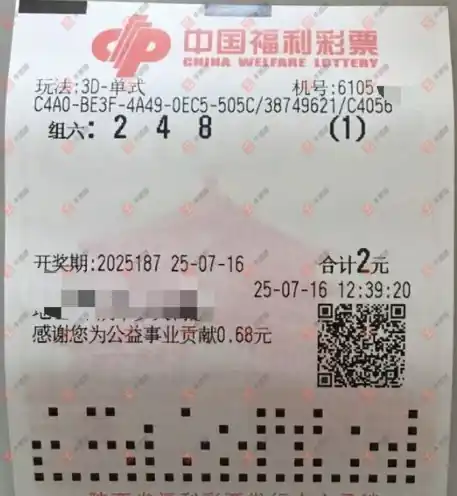 中国福利彩票
CHINA WELFARE LOTTERY
玩法:3D-单式 机号:6105
C4A0-BE3F-4A49-0EC5-505C/38749621/C405b
组六: 2 4 8 (1)
开奖期:2025187 25-07-16 合计2元
25-07-16 12:39:20
感谢您为公益事业贡献0.68元